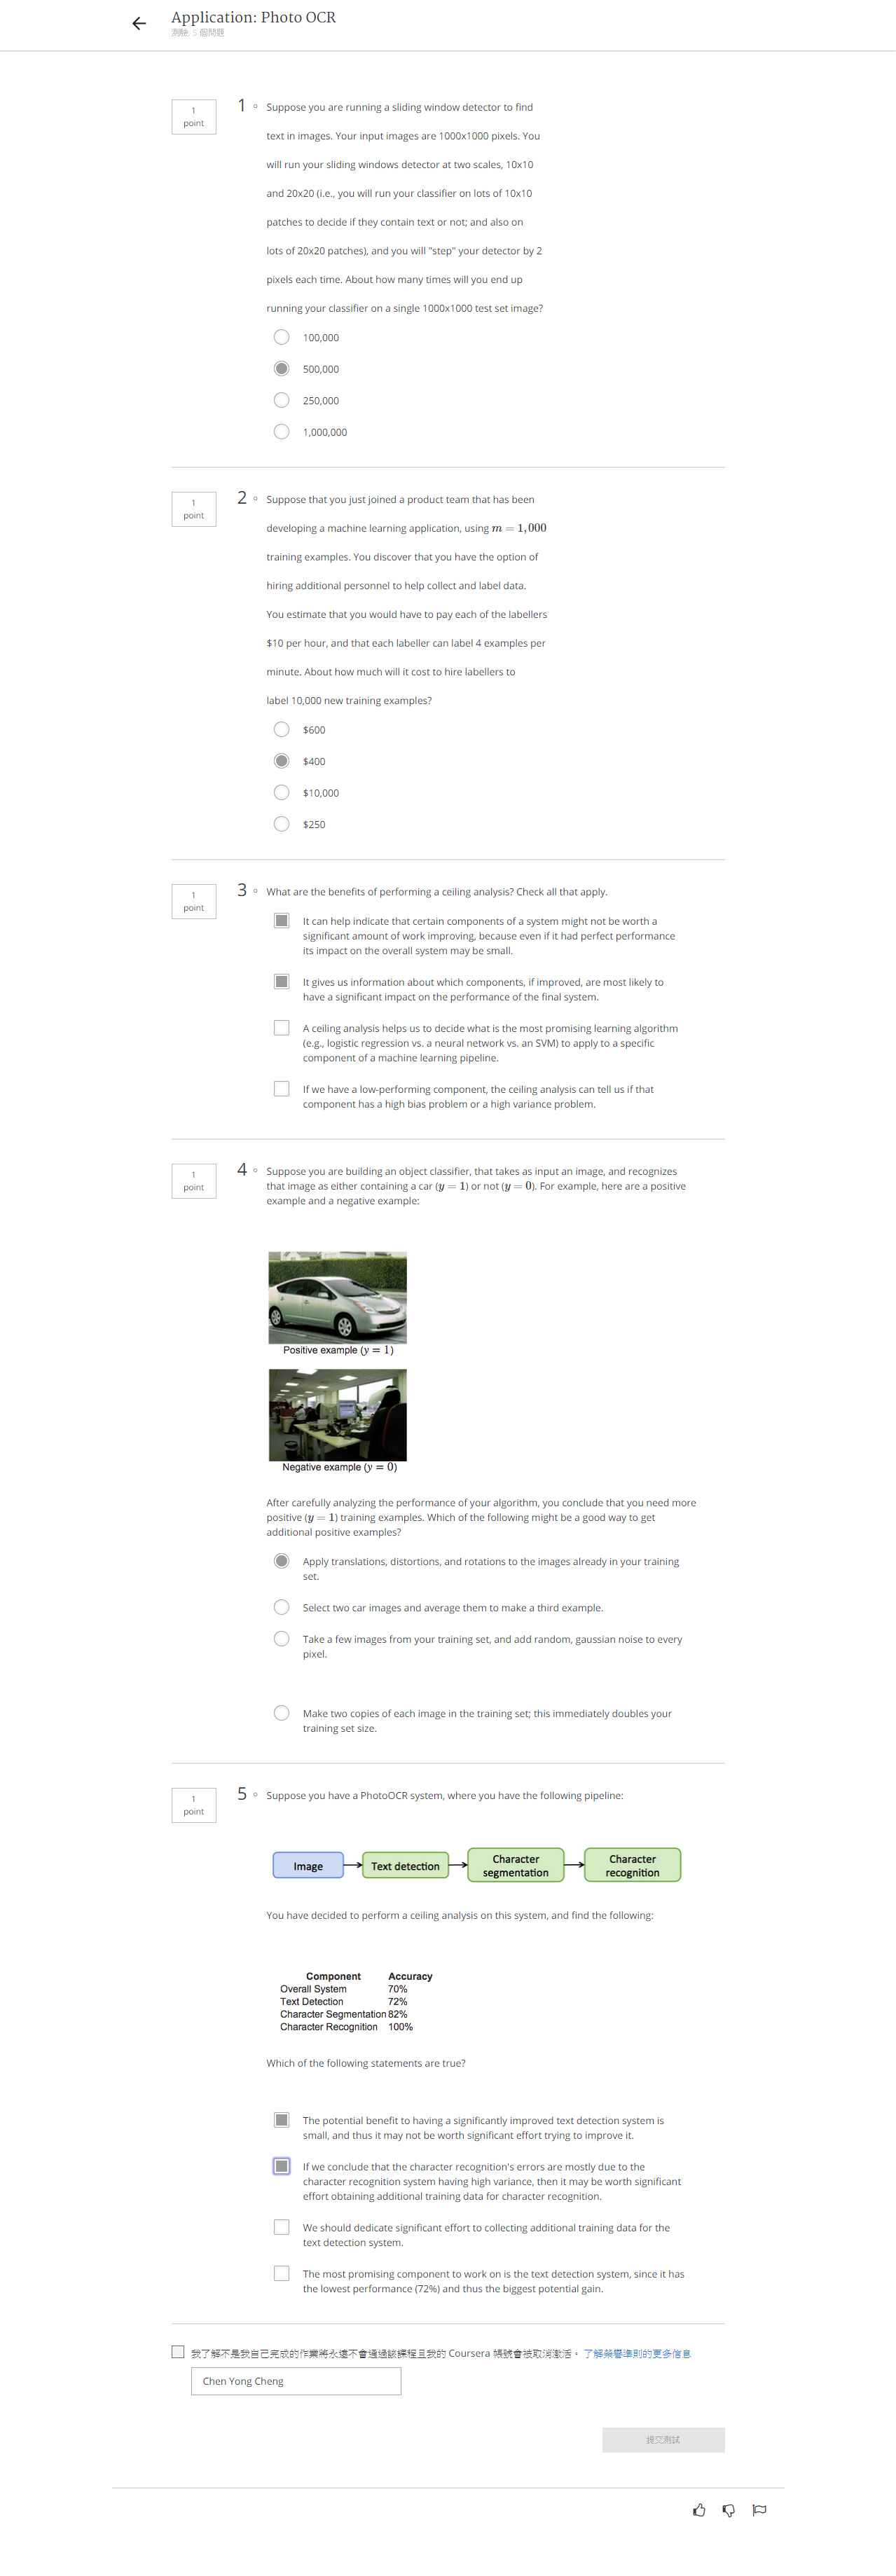 Application: Photo OCR
測驗, 5 個問題
1
point
1。
Suppose you are running a sliding window detector to find
text in images. Your input images are 1000x1000 pixels. You
will run your sliding windows detector at two scales, 10x10
and 20x20 (i.e., you will run your classifier on lots of 10x10
patches to decide if they contain text or not; and also on
lots of 20x20 patches), and you will "step" your detector by 2
pixels each time. About how many times will you end up
running your classifier on a single 1000x1000 test set image?
100,000
500,000
250,000
1,000,000
1
point
2。
Suppose that you just joined a product team that has been
developing a machine learning application, using m = 1,000
training examples. You discover that you have the option of
hiring additional personnel to help collect and label data.
You estimate that you would have to pay each of the labellers
$10 per hour, and that each labeller can label 4 examples per
minute. About how much will it cost to hire labellers to
label 10,000 new training examples?
$600
$400
$10,000
$250
1
point
3。
What are the benefits of performing a ceiling analysis? Check all that apply.
It can help indicate that certain components of a system might not be worth a
significant amount of work improving, because even if it had perfect performance
its impact on the overall system may be small.
It gives us information about which components, if improved, are most likely to
have a significant impact on the performance of the final system.
A ceiling analysis helps us to decide what is the most promising learning algorithm
(e.g., logistic regression vs. a neural network vs. an SVM) to apply to a specific
component of a machine learning pipeline.
If we have a low-performing component, the ceiling analysis can tell us if that
component has a high bias problem or a high variance problem.
1
point
4。
Suppose you are building an object classifier, that takes as input an image, and recognizes
that image as either containing a car (y = 1) or not (y = 0). For example, here are a positive
example and a negative example:
Positive example (y = 1)
Negative example (y = 0)
After carefully analyzing the performance of your algorithm, you conclude that you need more
positive (y = 1) training examples. Which of the following might be a good way to get
additional positive examples?
Apply translations, distortions, and rotations to the images already in your training
set.
Select two car images and average them to make a third example.
Take a few images from your training set, and add random, gaussian noise to every
pixel.
Make two copies of each image in the training set; this immediately doubles your
training set size.
1
point
5。
Suppose you have a PhotoOCR system, where you have the following pipeline:
Image
Text detection
Character
segmentation
Character
recognition
You have decided to perform a ceiling analysis on this system, and find the following:
Component Accuracy
Overall System 70%
Text Detection 72%
Character Segmentation 82%
Character Recognition 100%
Which of the following statements are true?
The potential benefit to having a significantly improved text detection system is
small, and thus it may not be worth significant effort trying to improve it.
If we conclude that the character recognition's errors are mostly due to the
character recognition system having high variance, then it may be worth significant
effort obtaining additional training data for character recognition.
We should dedicate significant effort to collecting additional training data for the
text detection system.
The most promising component to work on is the text detection system, since it has
the lowest performance (72%) and thus the biggest potential gain.
我了解不是我自己完成的作業將永遠不會通過該課程且我的 Coursera 帳號會被取消激活。 了解榮譽準則的更多信息
Chen Yong Cheng
提交測試